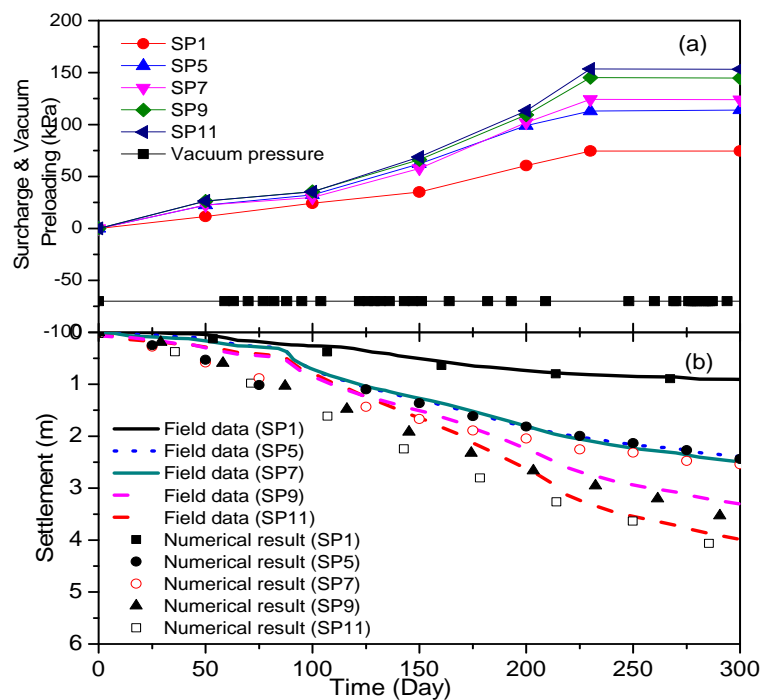 200
150
100
50
0
-50
-100
Surcharge & Vacuum
Preloading (kPa)
(a)
SP1
SP5
SP7
SP9
SP11
Vacuum pressure
0
1
2
3
4
5
6
Settlement (m)
(b)
Field data (SP1)
Field data (SP5)
Field data (SP7)
Field data (SP9)
Field data (SP11)
Numerical result (SP1)
Numerical result (SP5)
Numerical result (SP7)
Numerical result (SP9)
Numerical result (SP11)
0 50 100 150 200 250 300
Time (Day)